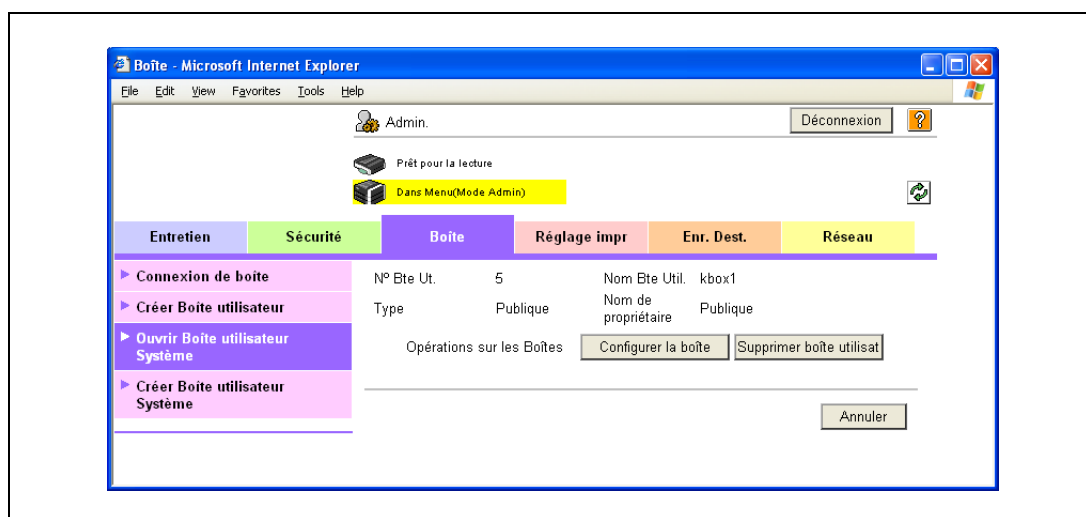 Boîte - Microsoft Internet Explorer
File Edit View Favorites Tools Help
Admin.
Déconnexion
?
Prêt pour la lecture
Dans Menu(Mode Admin)
Entretien Sécurité Boîte Réglage impr Enr. Dest. Réseau
Connexion de boîte
Créer Boîte utilisateur
Ouvrir Boîte utilisateur
Système
Créer Boîte utilisateur
Système
Nº Bte Ut. 5 Nom Bte Util. kbox1
Type Publique Nom de
propriétaire Publique
Opérations sur les Boîtes Configurer la boîte Supprimer boîte utilisat
Annuler